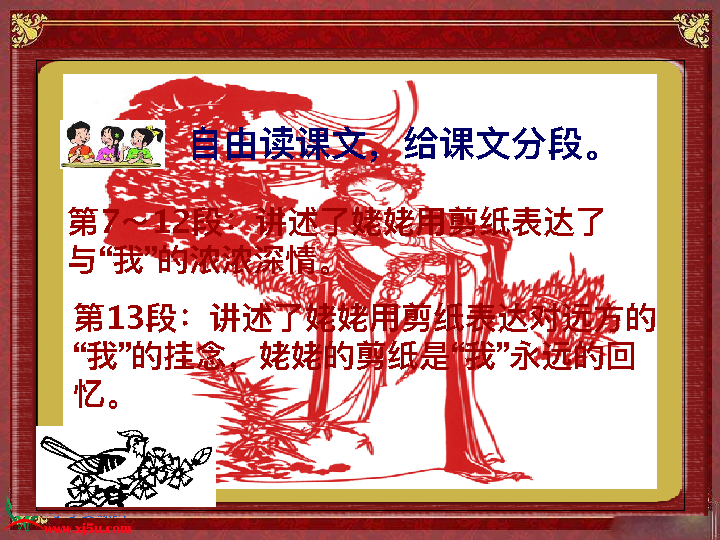 自由读课文，给课文分段。
第7～12段：讲述了姥姥用剪纸表达了
与“我”的浓浓深情。
第13段：讲述了姥姥用剪纸表达对远方的
“我”的挂念，姥姥的剪纸是“我”永远的回
忆。
www.xj5u.com